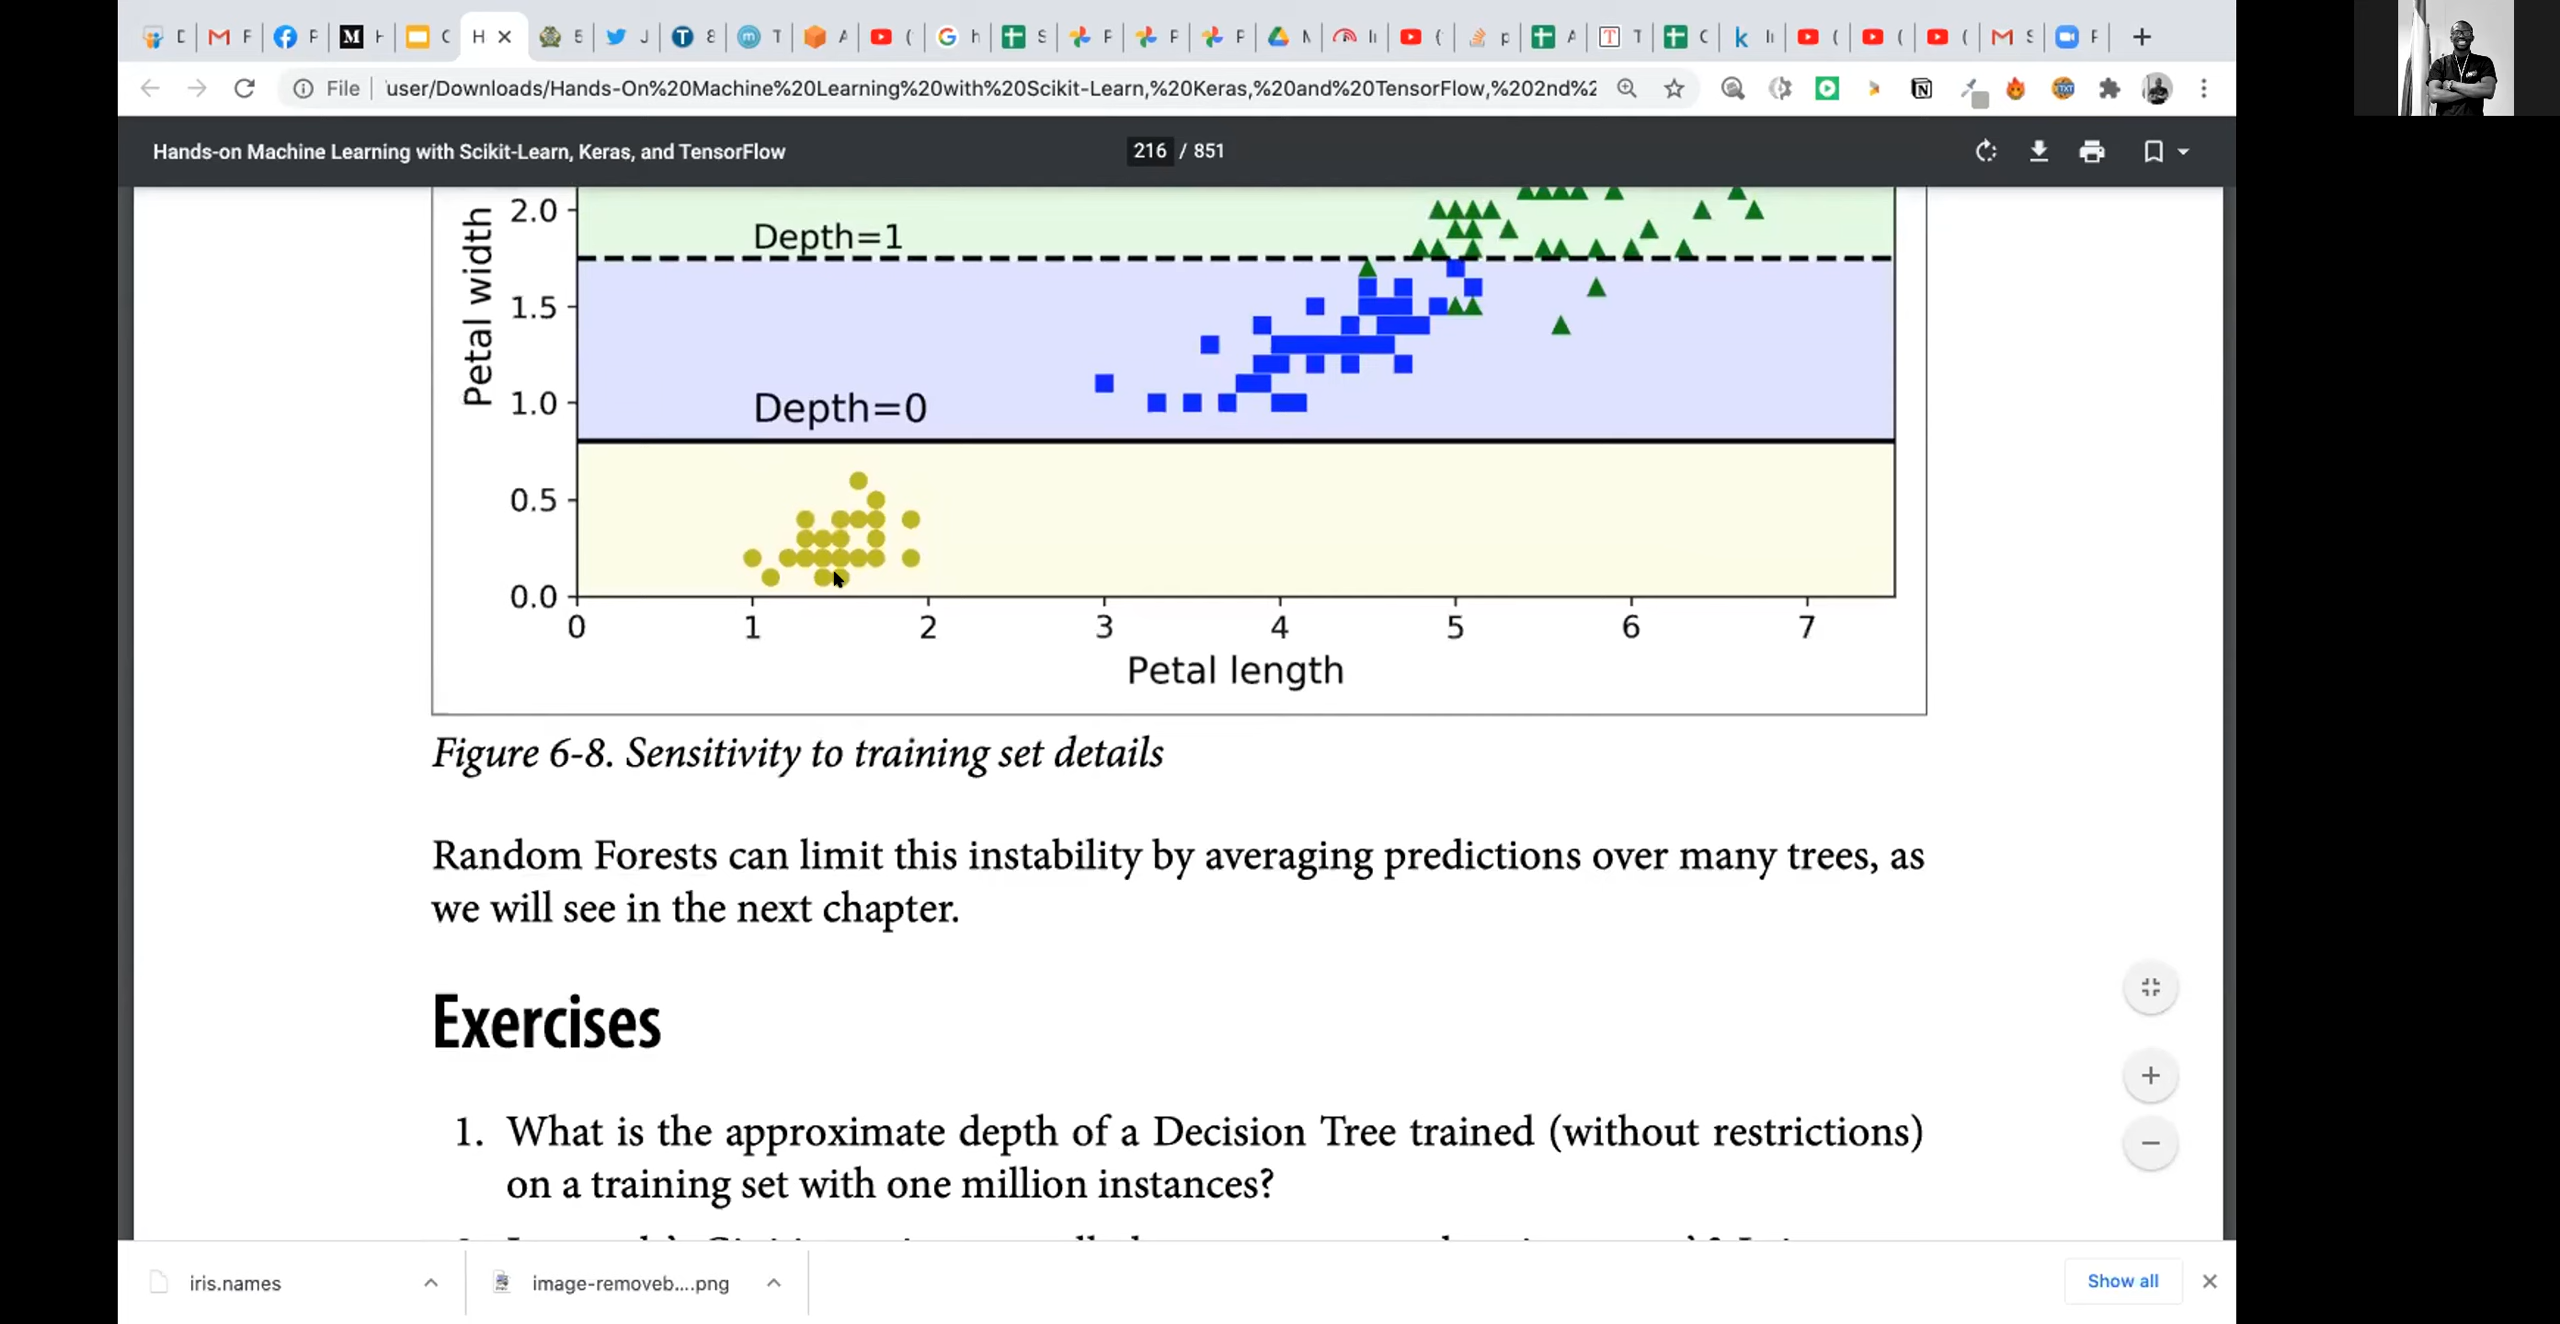 File
user/Downloads/Hands-On%20Machine%20Learning%20with%20Scikit-Learn,%20Keras,%20and%20TensorFlow,%202nd%2
Hands-on Machine Learning with Scikit-Learn, Keras, and TensorFlow
216 / 851
Petal width
2.0
1.5
1.0
0.5
0.0
Depth=1
Depth=0
0 1 2 3 4 5 6 7
Petal length
Figure 6-8. Sensitivity to training set details
Random Forests can limit this instability by averaging predictions over many trees, as
we will see in the next chapter.
Exercises
1. What is the approximate depth of a Decision Tree trained (without restrictions)
on a training set with one million instances?
iris.names
image-removeb....png
Show all